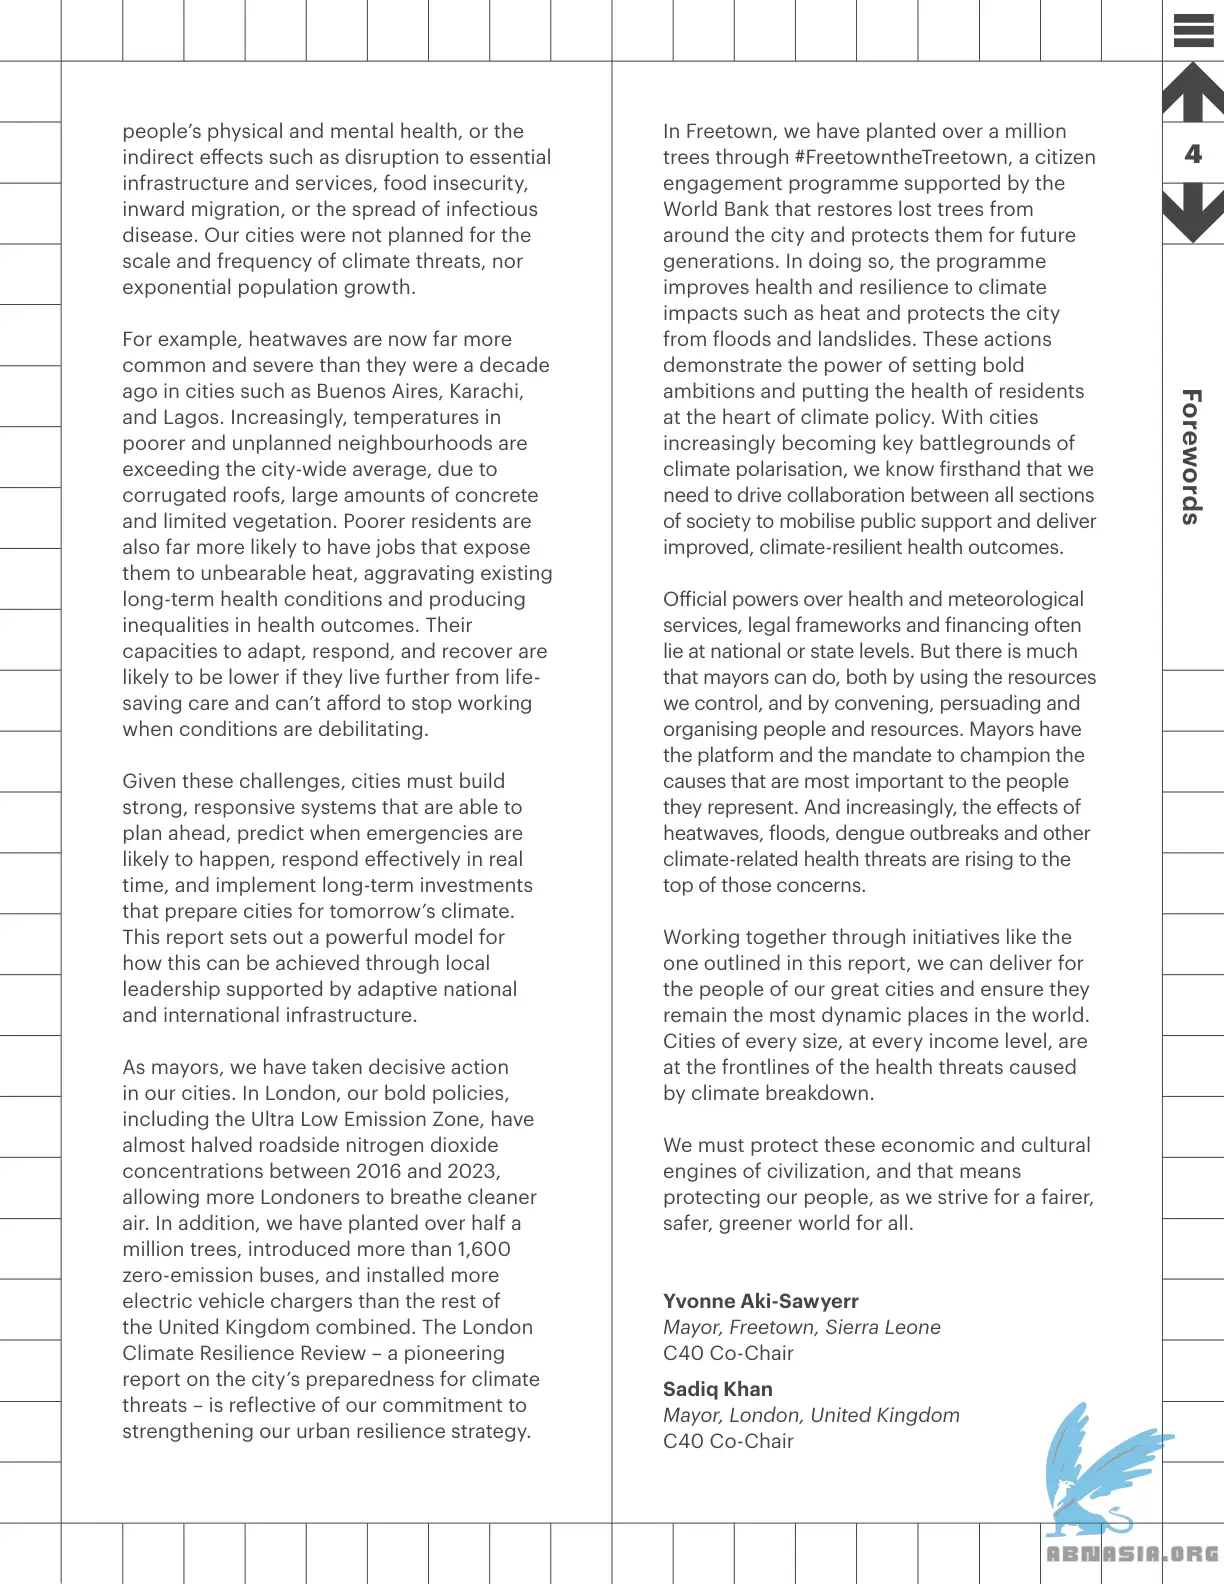 people’s physical and mental health, or the
indirect effects such as disruption to essential
infrastructure and services, food insecurity,
inward migration, or the spread of infectious
disease. Our cities were not planned for the
scale and frequency of climate threats, nor
exponential population growth.
For example, heatwaves are now far more
common and severe than they were a decade
ago in cities such as Buenos Aires, Karachi,
and Lagos. Increasingly, temperatures in
poorer and unplanned neighbourhoods are
exceeding the city-wide average, due to
corrugated roofs, large amounts of concrete
and limited vegetation. Poorer residents are
also far more likely to have jobs that expose
them to unbearable heat, aggravating existing
long-term health conditions and producing
inequalities in health outcomes. Their
capacities to adapt, respond, and recover are
likely to be lower if they live further from life-
saving care and can’t afford to stop working
when conditions are debilitating.
Given these challenges, cities must build
strong, responsive systems that are able to
plan ahead, predict when emergencies are
likely to happen, respond effectively in real
time, and implement long-term investments
that prepare cities for tomorrow’s climate.
This report sets out a powerful model for
how this can be achieved through local
leadership supported by adaptive national
and international infrastructure.
As mayors, we have taken decisive action
in our cities. In London, our bold policies,
including the Ultra Low Emission Zone, have
almost halved roadside nitrogen dioxide
concentrations between 2016 and 2023,
allowing more Londoners to breathe cleaner
air. In addition, we have planted over half a
million trees, introduced more than 1,600
zero-emission buses, and installed more
electric vehicle chargers than the rest of
the United Kingdom combined. The London
Climate Resilience Review – a pioneering
report on the city’s preparedness for climate
threats – is reflective of our commitment to
strengthening our urban resilience strategy.
In Freetown, we have planted over a million
trees through #FreetowntheTreetown, a citizen
engagement programme supported by the
World Bank that restores lost trees from
around the city and protects them for future
generations. In doing so, the programme
improves health and resilience to climate
impacts such as heat and protects the city
from floods and landslides. These actions
demonstrate the power of setting bold
ambitions and putting the health of residents
at the heart of climate policy. With cities
increasingly becoming key battlegrounds of
climate polarisation, we know firsthand that we
need to drive collaboration between all sections
of society to mobilise public support and deliver
improved, climate-resilient health outcomes.
Official powers over health and meteorological
services, legal frameworks and financing often
lie at national or state levels. But there is much
that mayors can do, both by using the resources
we control, and by convening, persuading and
organising people and resources. Mayors have
the platform and the mandate to champion the
causes that are most important to the people
they represent. And increasingly, the effects of
heatwaves, floods, dengue outbreaks and other
climate-related health threats are rising to the
top of those concerns.
Working together through initiatives like the
one outlined in this report, we can deliver for
the people of our great cities and ensure they
remain the most dynamic places in the world.
Cities of every size, at every income level, are
at the frontlines of the health threats caused
by climate breakdown.
We must protect these economic and cultural
engines of civilization, and that means
protecting our people, as we strive for a fairer,
safer, greener world for all.
Yvonne Aki-Sawyerr
Mayor, Freetown, Sierra Leone
C40 Co-Chair
Sadiq Khan
Mayor, London, United Kingdom
C40 Co-Chair
4
Forewords
ABNASIA.ORG